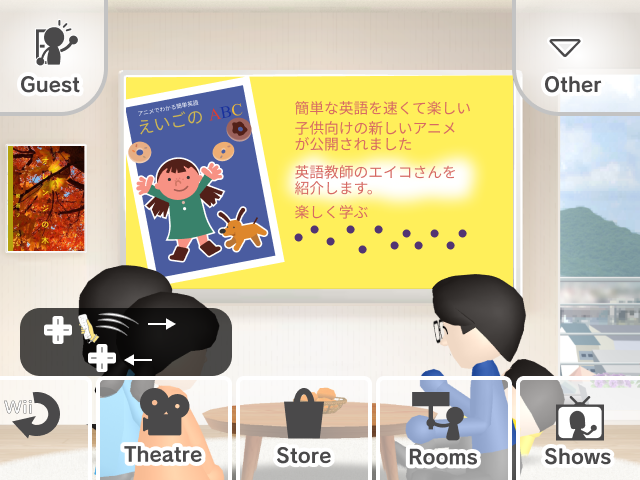 Guest
Other
アニメでわかる簡単英語
えいごの ABC
簡単な英語を速くて楽しい
子供向けの新しいアニメ
が公開されました
英語教師のエイコさんを
紹介します。
楽しく学ぶ
の木
Wii
Theatre
Store
Rooms
Shows